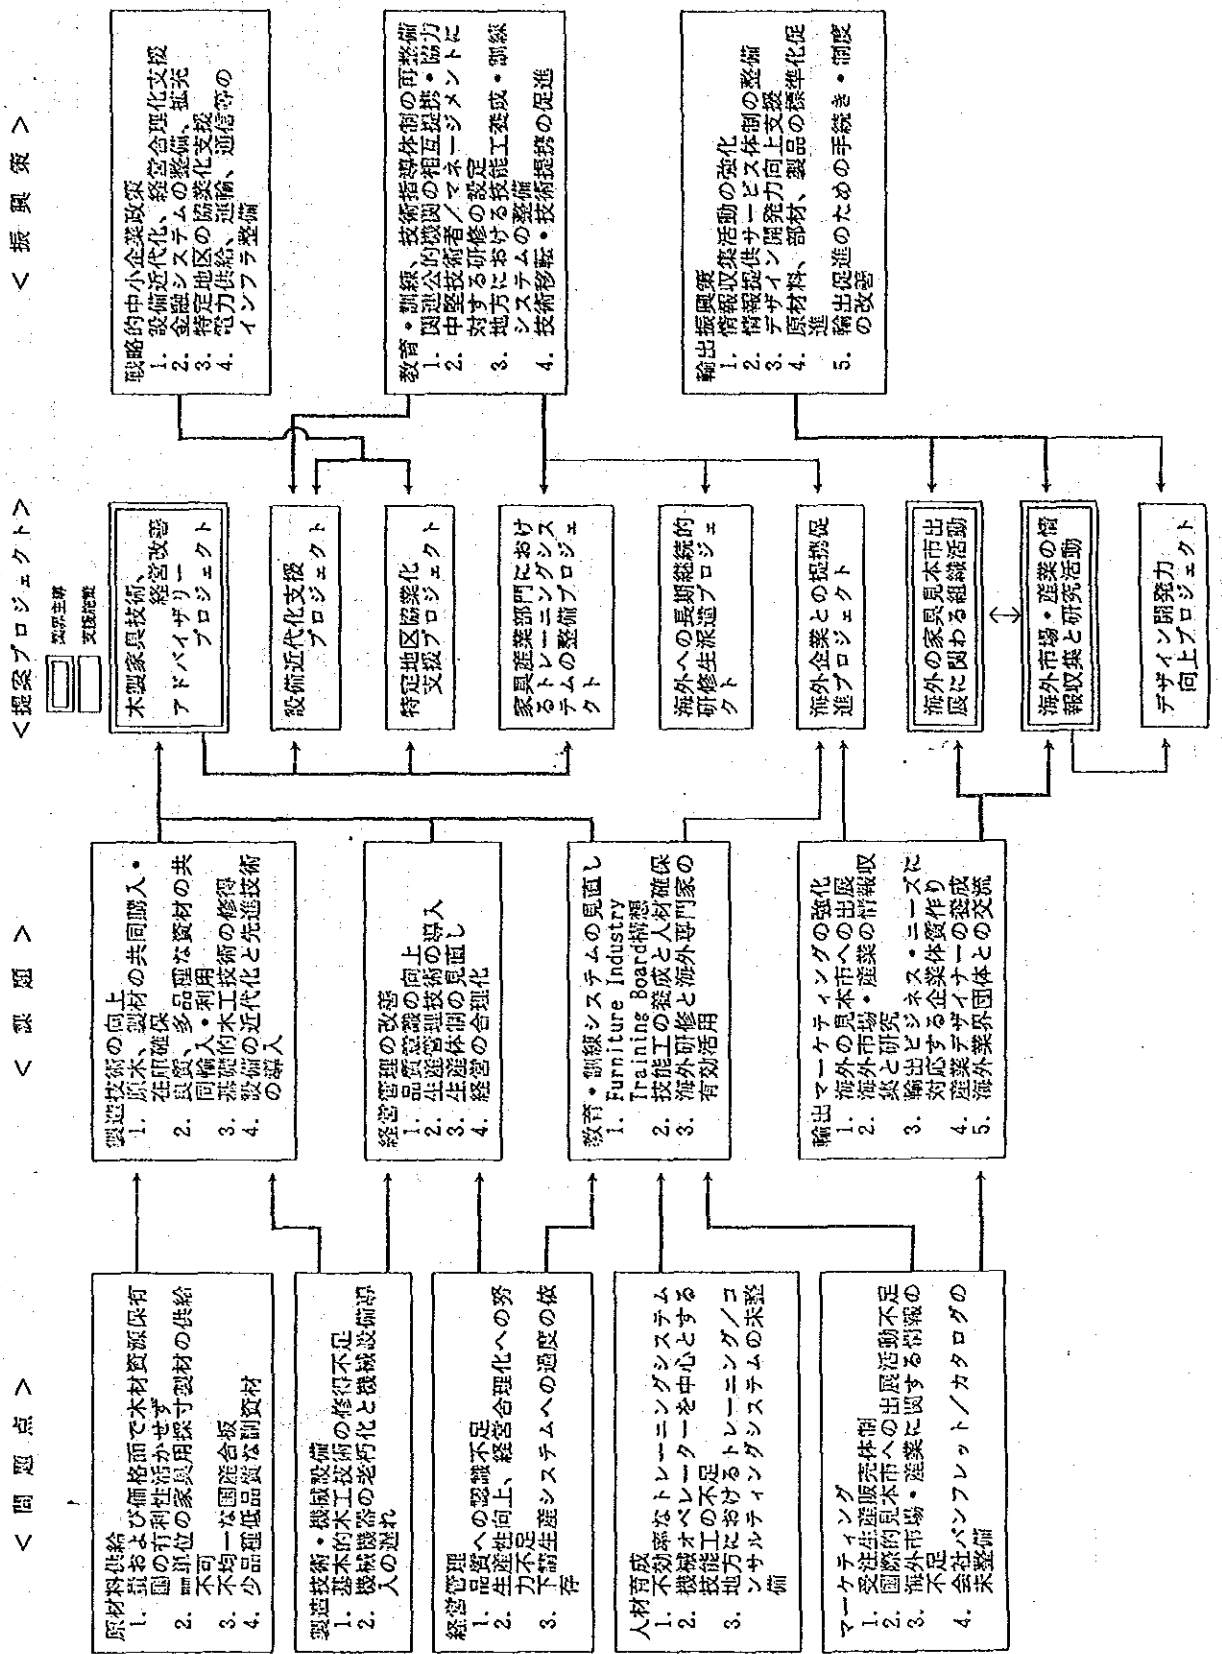 ＜ 問 題 点 ＞
原材料供給
1. 量および価格面で木材資源保有
国の有利性活かせず
2. 単位の家具用採寸製材の供給
不可
3. 不均一な国産合板
4. 少品種低品質な副資材
製造技術・機械設備
1. 基本的木工技術の修得不足
2. 機械機器の老朽化と機械設備導
入の遅れ
経営管理
1. 品質への認識不足
2. 生産性向上、経営合理化への努
力不足
3. 下請生産システムへの過度の依
存
人材育成
1. 不効率なトレーニングシステム
2. 機械オペレーターを中心とする
技能工の不足
3. 地方におけるトレーニング／コ
ンサルティングシステムの未整
備
マーケティング
1. 受注生産販売体制
2. 国際的見本市への出展活動不足
3. 海外市場・産業に関する情報の
不足
4. 会社パンフレット／カタログの
未整備
＜ 課 題 ＞
製造技術の向上
1. 原木、製材の共同購入・
在庫確保
2. 良質、多品種な資材の共
同輸入・利用
3. 基礎的木工技術の修得
4. 設備の近代化と先進技術
の導入
経営管理の改善
1. 品質意識の向上
2. 生産管理技術の導入
3. 生産体制の見直し
4. 経営の合理化
教育・訓練システムの見直し
1. Furniture Industry
Training Board構想
2. 技能工の養成と人材確保
3. 海外研修と海外専門家の
有効活用
輸出マーケティングの強化
1. 海外の見本市への出展
2. 海外市場・産業の情報収
集と研究
3. 輸出ビジネス・ニーズに
対応する企業体質作り
4. 産業デザイナーの養成
5. 海外業界団体との交流
＜提案プロジェクト＞
業界主導
支援施策
木製家具技術、
経営改善
アドバイザリー
プロジェクト
設備近代化支援
プロジェクト
特定地区協業化
支援プロジェクト
家具産業部門におけ
るトレーニングシス
テムの整備プロジェ
クト
海外への長期継続的
研修生派遣プロジェ
クト
海外企業との提携促
進プロジェクト
海外の家具見本市出
展に関わる組織活動
海外市場・産業の情
報収集と研究活動
デザイン開発力
向上プロジェクト
＜ 振 興 策 ＞
戦略的中小企業政策
1. 設備近代化、経営合理化支援
2. 金融システムの整備、拡充
3. 特定地区の協業化支援
4. 電力供給、運輸、通信等の
インフラ整備
教育・訓練、技術指導体制の再整備
1. 関連公的機関の相互提携・協力
2. 中堅技術者／マネージメントに
対する研修の設定
3. 地方における技能工養成・訓練
システムの整備
4. 技術移転・技術提携の促進
輸出振興策
1. 情報収集活動の強化
2. 情報提供サービス体制の整備
3. デザイン開発力向上支援
4. 原材料、部材、製品の標準化促
進
5. 輸出促進のための手続き・制度
の改善